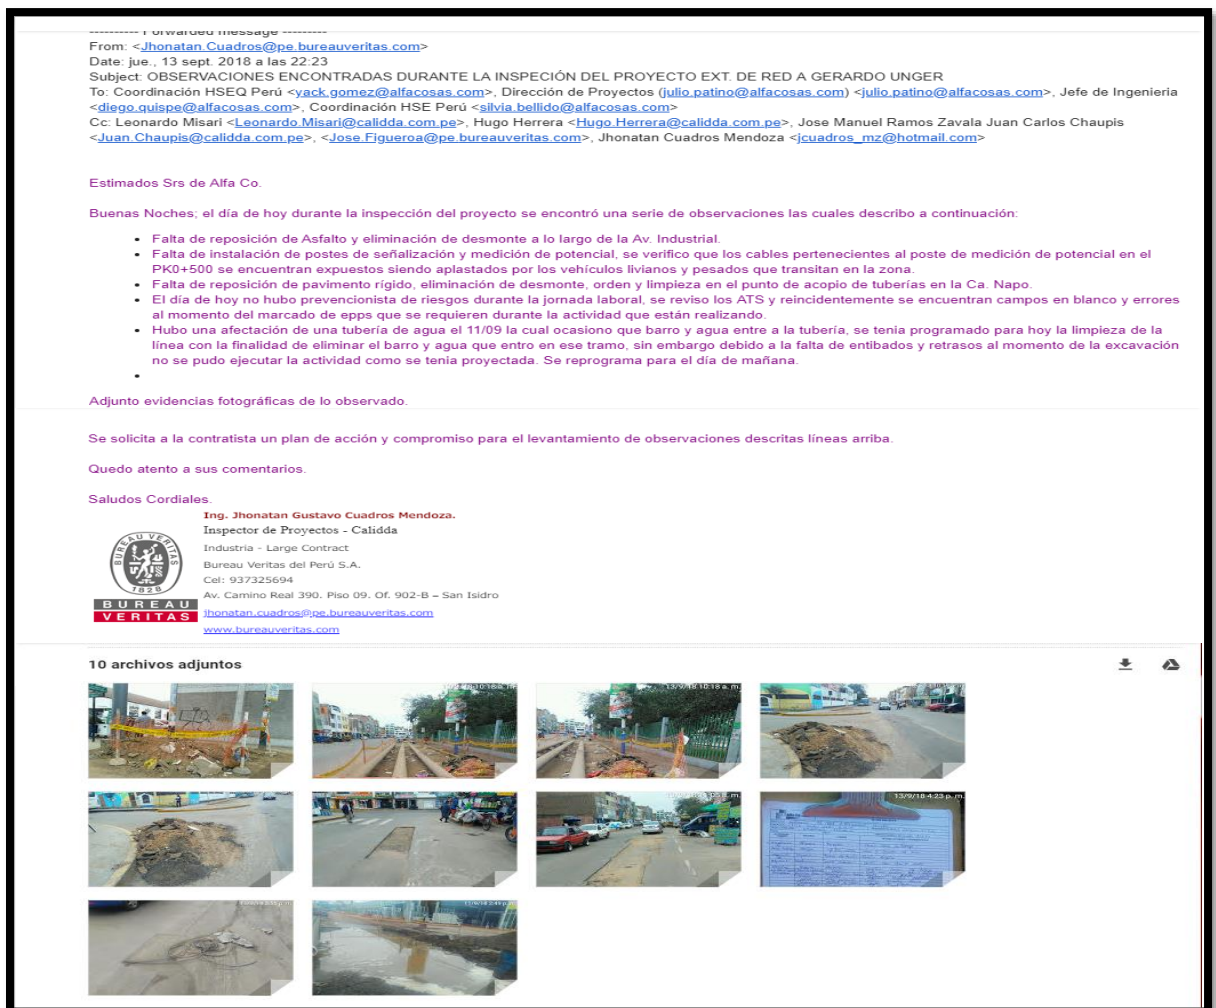 ---------- Forwarded message ---------
From: <Jhonatan.Cuadros@pe.bureauveritas.com>
Date: jue., 13 sept. 2018 a las 22:23
Subject: OBSERVACIONES ENCONTRADAS DURANTE LA INSPECIÓN DEL PROYECTO EXT. DE RED A GERARDO UNGER
To: Coordinación HSEQ Perú <yack.gomez@alfacosas.com>, Dirección de Proyectos (julio.patino@alfacosas.com) <julio.patino@alfacosas.com>, Jefe de Ingenieria
<diego.quispe@alfacosas.com>, Coordinación HSE Perú <silvia.bellido@alfacosas.com>
Cc: Leonardo Misari <Leonardo.Misari@calidda.com.pe>, Hugo Herrera <Hugo.Herrera@calidda.com.pe>, Jose Manuel Ramos Zavala Juan Carlos Chaupis
<Juan.Chaupis@calidda.com.pe>, <Jose.Figueroa@pe.bureauveritas.com>, Jhonatan Cuadros Mendoza <jcuadros_mz@hotmail.com>
Estimados Srs de Alfa Co.
Buenas Noches; el día de hoy durante la inspección del proyecto se encontró una serie de observaciones las cuales describo a continuación:
• Falta de reposición de Asfalto y eliminación de desmonte a lo largo de la Av. Industrial.
• Falta de instalación de postes de señalización y medición de potencial, se verifico que los cables pertenecientes al poste de medición de potencial en el
PK0+500 se encuentran expuestos siendo aplastados por los vehículos livianos y pesados que transitan en la zona.
• Falta de reposición de pavimento rígido, eliminación de desmonte, orden y limpieza en el punto de acopio de tuberías en la Ca. Napo.
• El día de hoy no hubo prevencionista de riesgos durante la jornada laboral, se reviso los ATS y reincidentemente se encuentran campos en blanco y errores
al momento del marcado de epps que se requieren durante la actividad que están realizando.
• Hubo una afectación de una tubería de agua el 11/09 la cual ocasiono que barro y agua entre a la tubería, se tenia programado para hoy la limpieza de la
línea con la finalidad de eliminar el barro y agua que entro en ese tramo, sin embargo debido a la falta de entibados y retrasos al momento de la excavación
no se pudo ejecutar la actividad como se tenia proyectada. Se reprograma para el día de mañana.
•
Adjunto evidencias fotográficas de lo observado.
Se solicita a la contratista un plan de acción y compromiso para el levantamiento de observaciones descritas líneas arriba.
Quedo atento a sus comentarios.
Saludos Cordiales.
Ing. Jhonatan Gustavo Cuadros Mendoza.
Inspector de Proyectos - Calidda
Industria - Large Contract
Bureau Veritas del Perú S.A.
Cel: 937325694
Av. Camino Real 390. Piso 09. Of. 902-B – San Isidro
jhonatan.cuadros@pe.bureauveritas.com
www.bureauveritas.com
BUREAU VERITAS
1828
BUREAU
VERITAS
10 archivos adjuntos
13/9/18 10:18 a. m.
13/9/18 4:23 p. m.